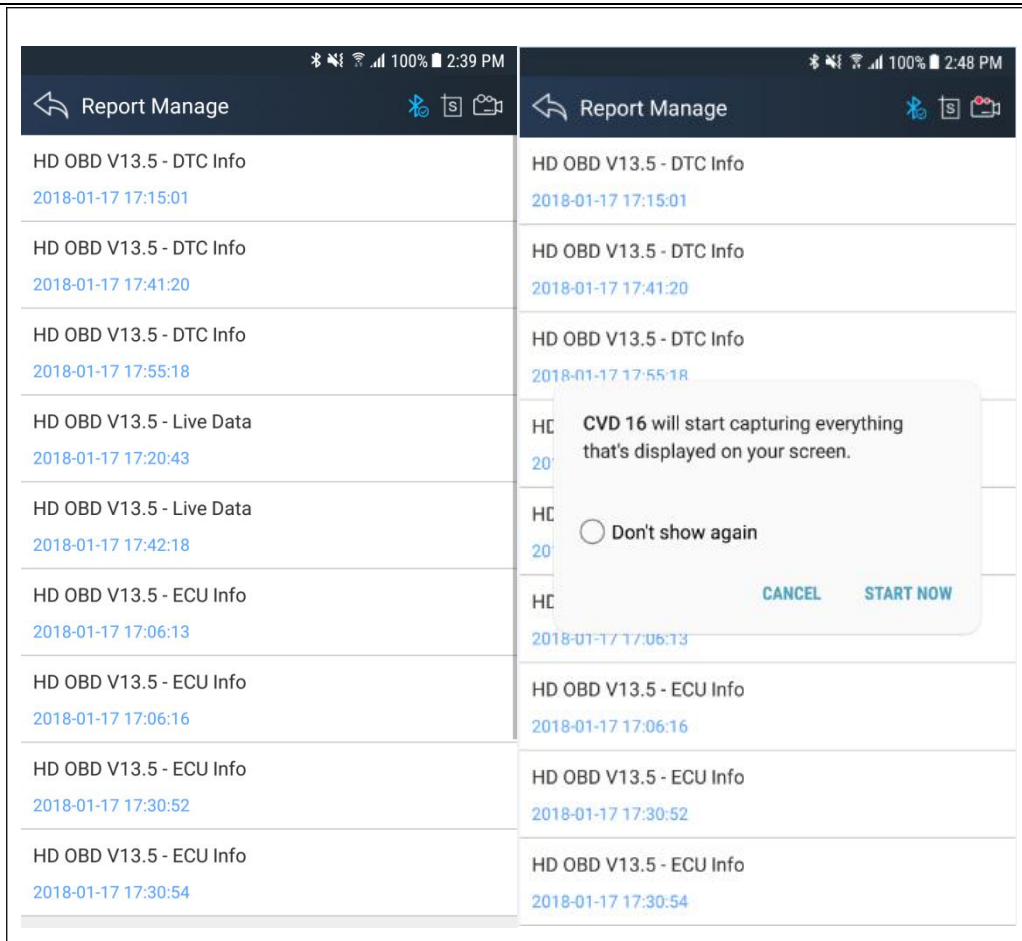 100% 2:39 PM
Report Manage
S
HD OBD V13.5 - DTC Info
2018-01-17 17:15:01
HD OBD V13.5 - DTC Info
2018-01-17 17:41:20
HD OBD V13.5 - DTC Info
2018-01-17 17:55:18
HD OBD V13.5 - Live Data
2018-01-17 17:20:43
HD OBD V13.5 - Live Data
2018-01-17 17:42:18
HD OBD V13.5 - ECU Info
2018-01-17 17:06:13
HD OBD V13.5 - ECU Info
2018-01-17 17:06:16
HD OBD V13.5 - ECU Info
2018-01-17 17:30:52
HD OBD V13.5 - ECU Info
2018-01-17 17:30:54
100% 2:48 PM
Report Manage
S
HD OBD V13.5 - DTC Info
2018-01-17 17:15:01
HD OBD V13.5 - DTC Info
2018-01-17 17:41:20
HD OBD V13.5 - DTC Info
2018-01-17 17:55:18
CVD 16 will start capturing everything
that's displayed on your screen.
Don't show again
CANCEL START NOW
2018-01-17 17:06:13
HD OBD V13.5 - ECU Info
2018-01-17 17:06:16
HD OBD V13.5 - ECU Info
2018-01-17 17:30:52
HD OBD V13.5 - ECU Info
2018-01-17 17:30:54